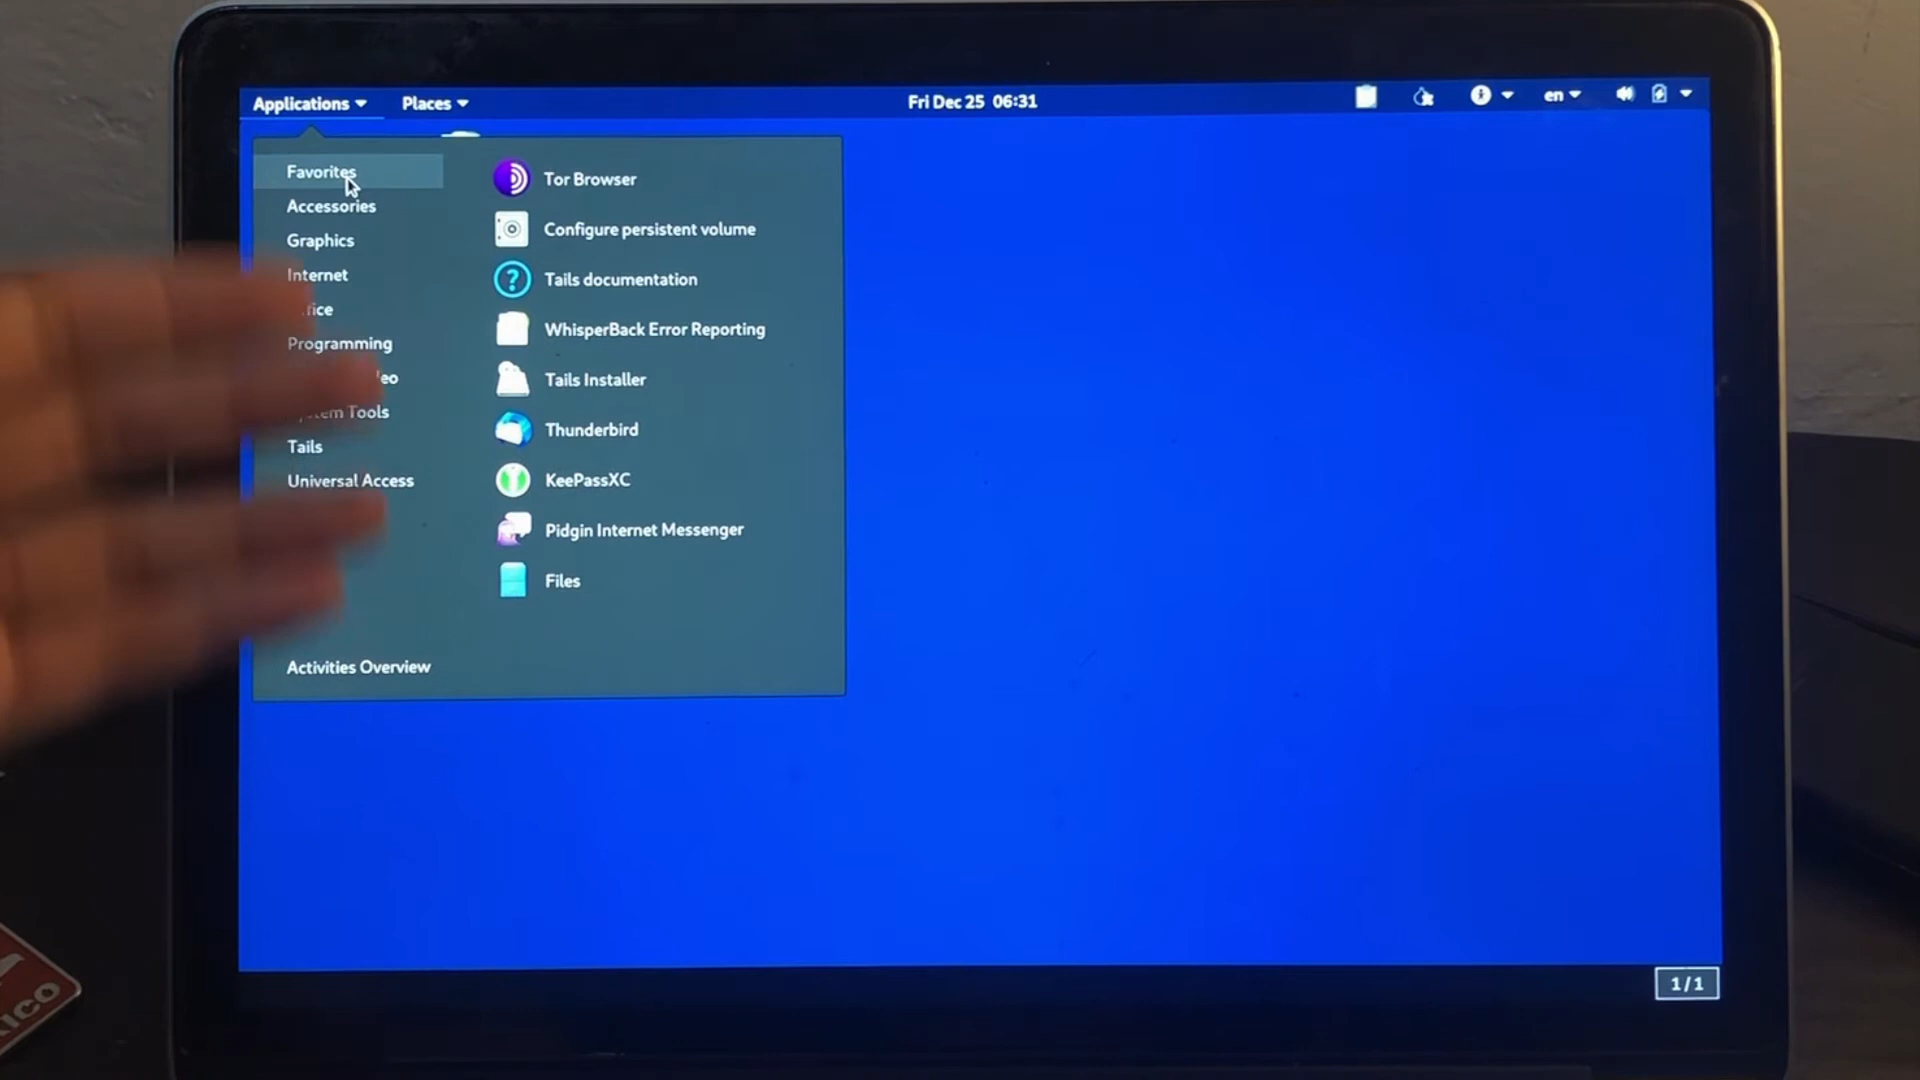 Applications Places Fri Dec 25 06:31 en
Favorites
Accessories
Graphics
Internet
Programming
Tools
Tails
Universal Access
Activities Overview
Tor Browser
Configure persistent volume
Tails documentation
WhisperBack Error Reporting
Tails Installer
Thunderbird
KeePassXC
Pidgin Internet Messenger
Files
1/1